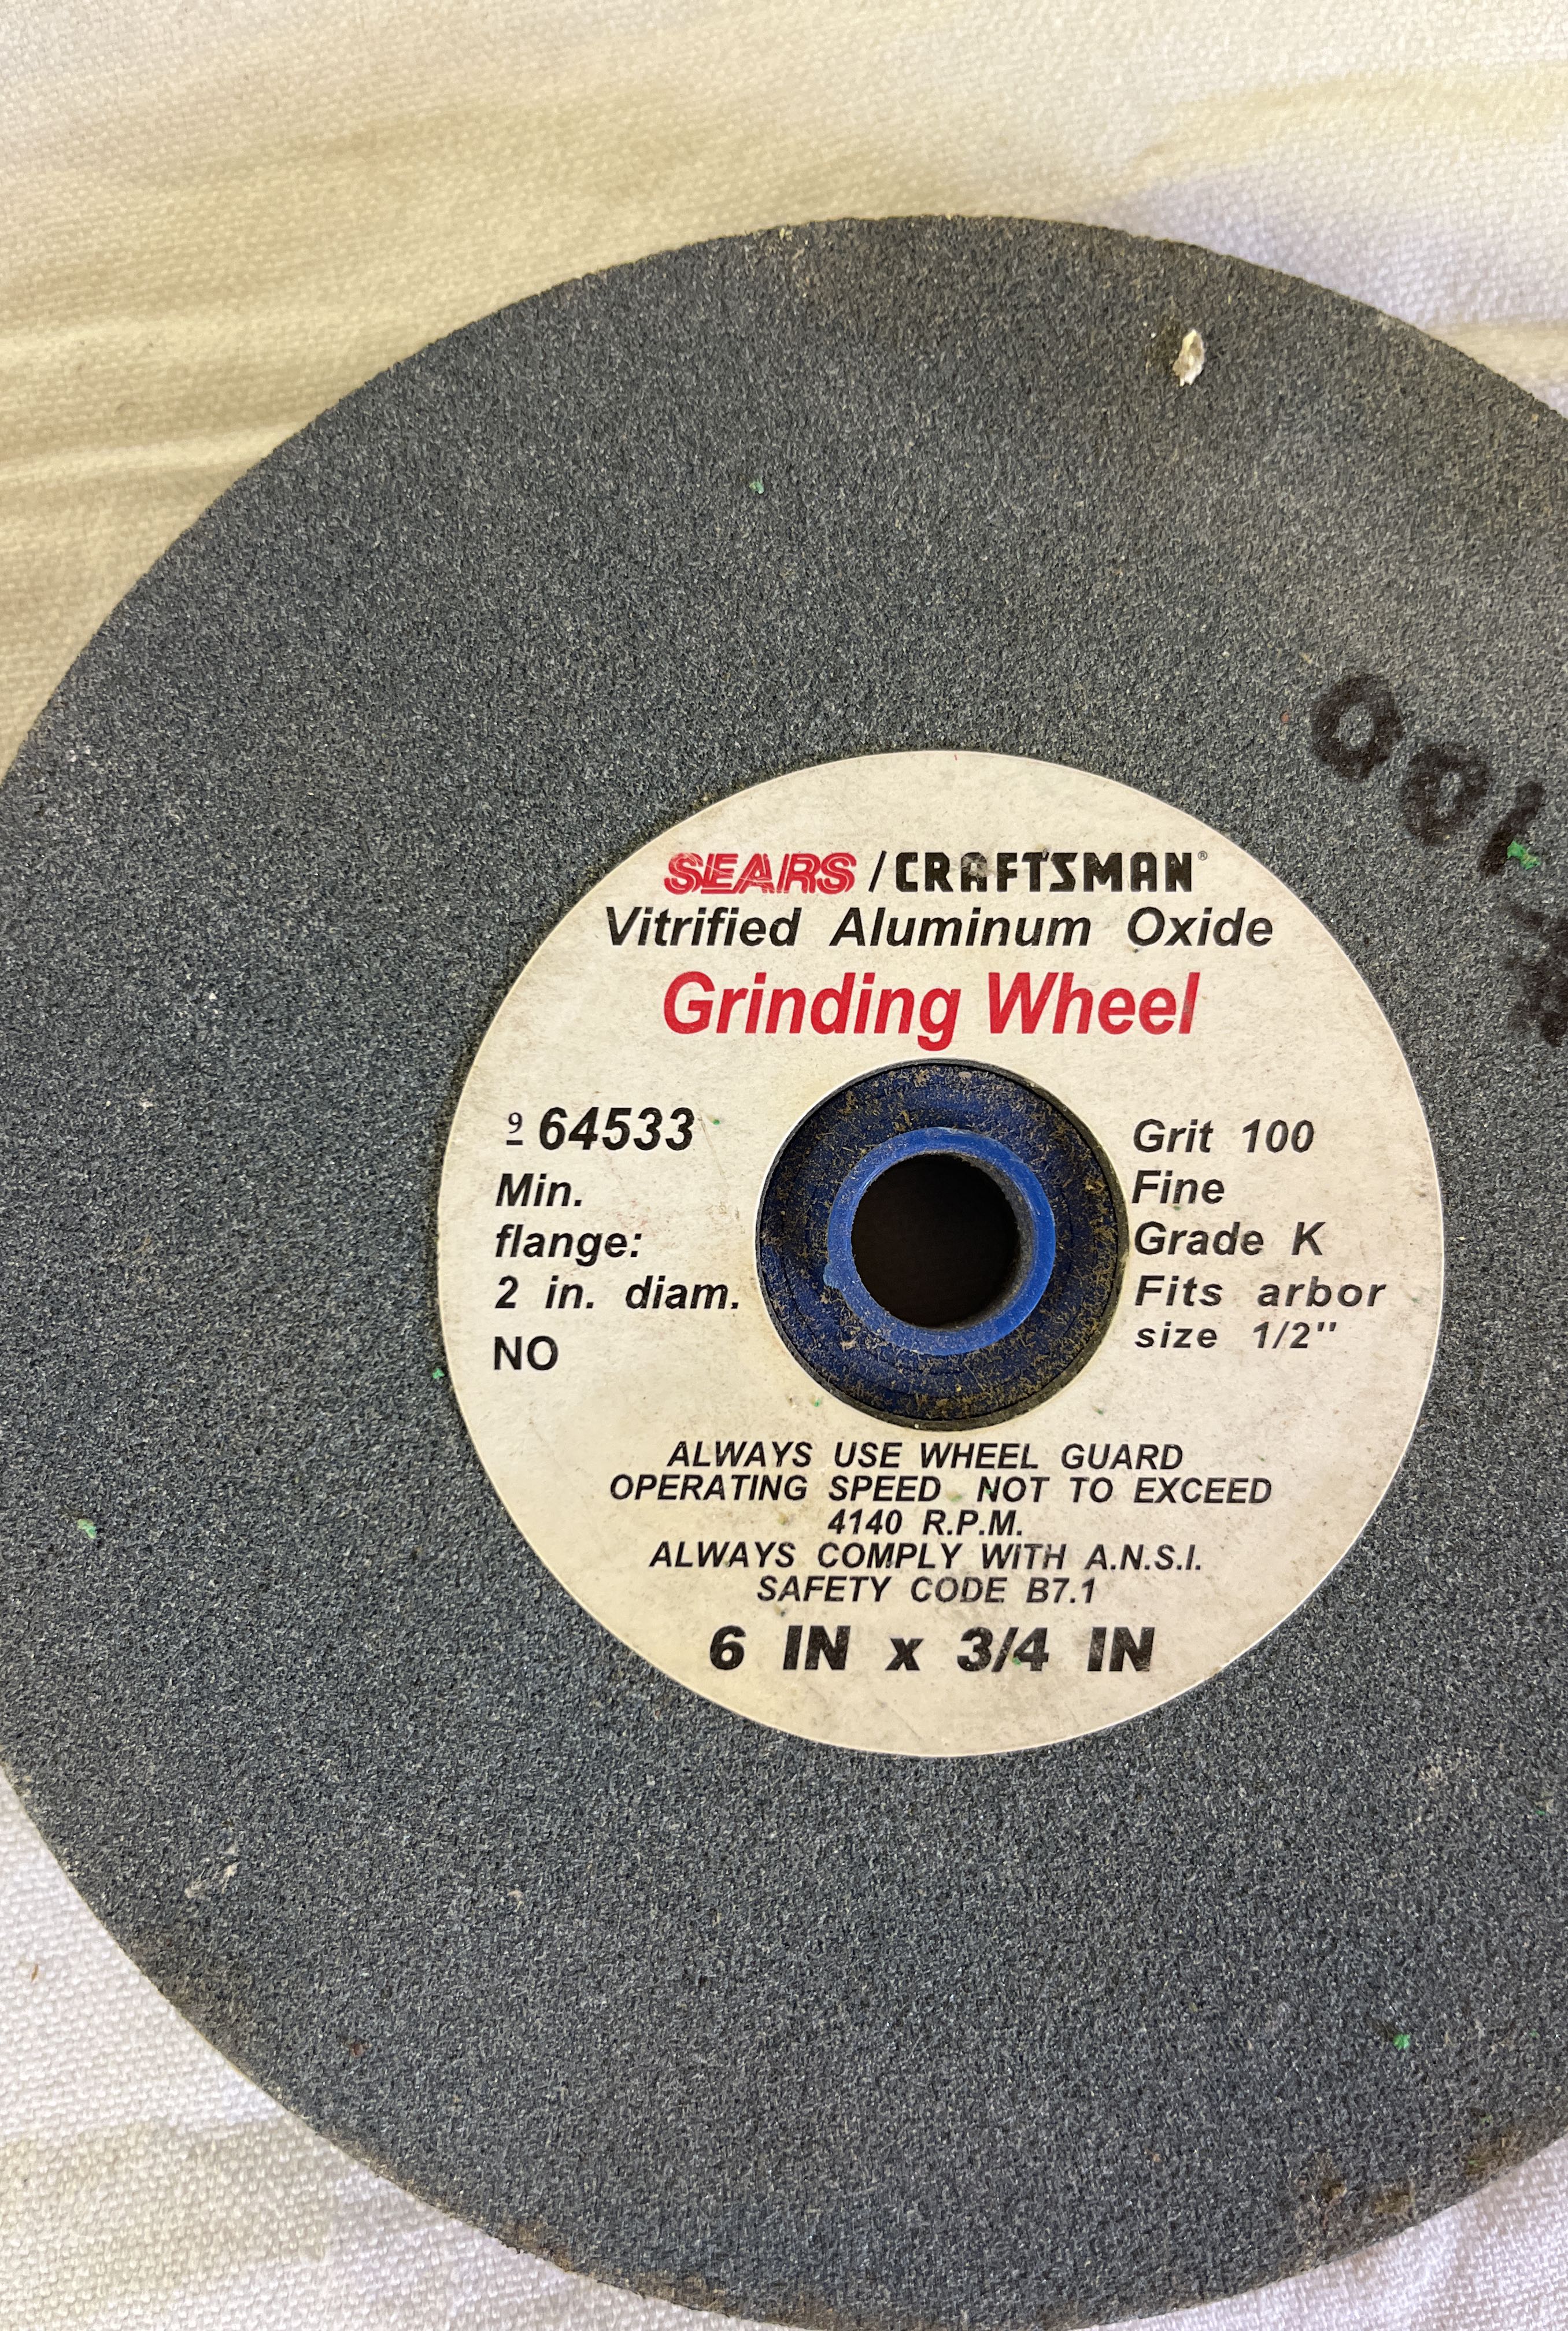 SEARS / CRAFTSMAN®
Vitrified Aluminum Oxide
Grinding Wheel
9 64533
Min.
flange:
2 in. diam.
NO
Grit 100
Fine
Grade K
Fits arbor
size 1/2"
ALWAYS USE WHEEL GUARD
OPERATING SPEED NOT TO EXCEED
4140 R.P.M.
ALWAYS COMPLY WITH A.N.S.I.
SAFETY CODE B7.1
6 IN x 3/4 IN
#100